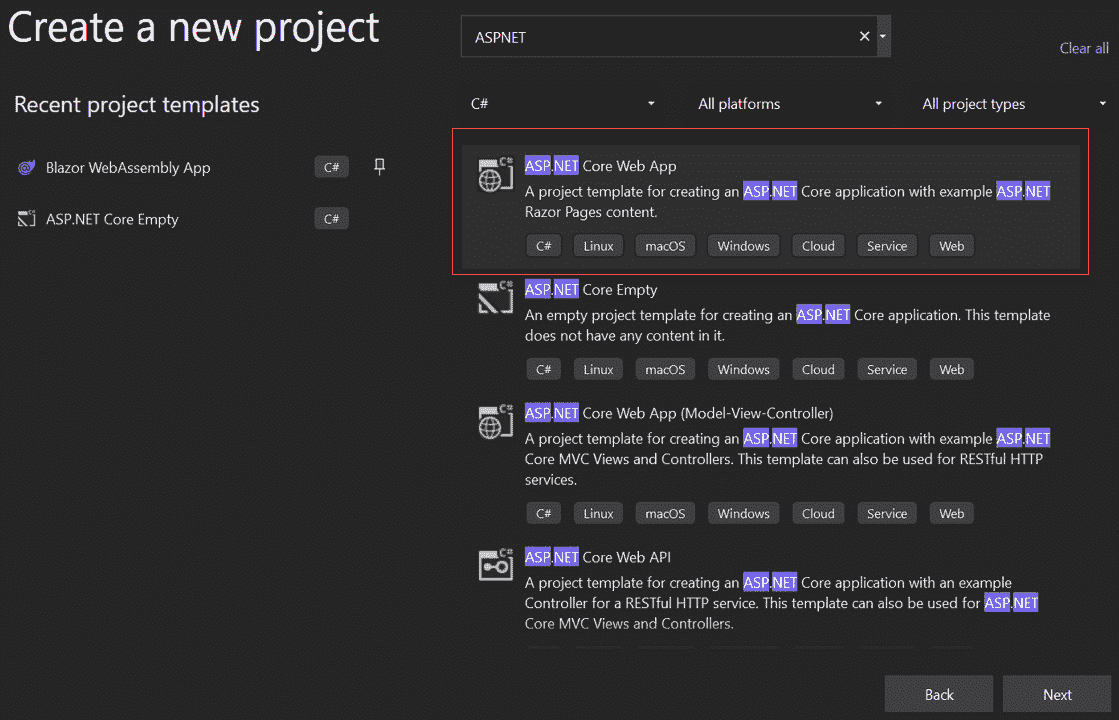 Create a new project
ASPNET
Clear all
Recent project templates
C#
All platforms
All project types
Blazor WebAssembly App
C#
ASP.NET Core Empty
C#
C#
ASP.NET Core Web App
A project template for creating an ASP.NET Core application with example ASP.NET
Razor Pages content.
C# Linux macOS Windows Cloud Service Web
C#
ASP.NET Core Empty
An empty project template for creating an ASP.NET Core application. This template
does not have any content in it.
C# Linux macOS Windows Cloud Service Web
C#
ASP.NET Core Web App (Model-View-Controller)
A project template for creating an ASP.NET Core application with example ASP.NET
Core MVC Views and Controllers. This template can also be used for RESTful HTTP
services.
C# Linux macOS Windows Cloud Service Web
C#
ASP.NET Core Web API
A project template for creating an ASP.NET Core application with an example
Controller for a RESTful HTTP service. This template can also be used for ASP.NET
Core MVC Views and Controllers.
Back
Next